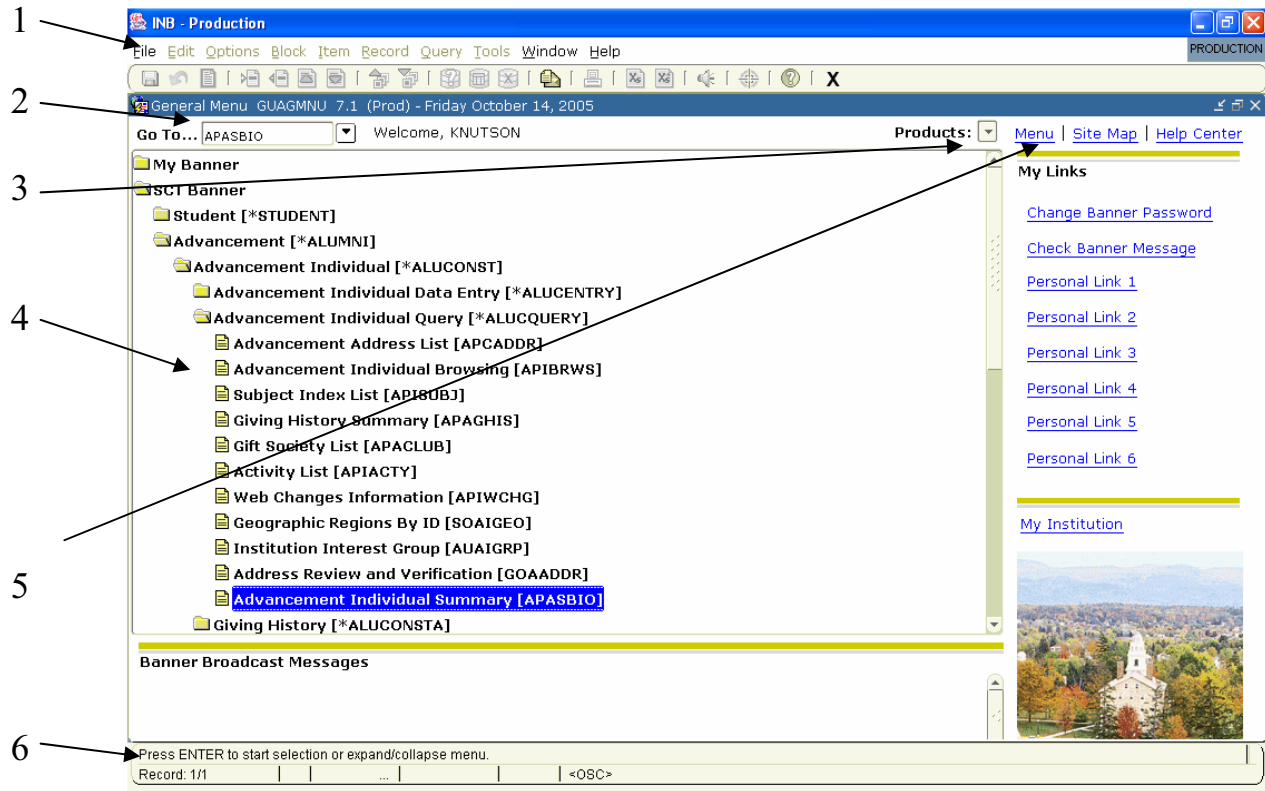 1
INB - Production
File Edit Options Block Item Record Query Tools Window Help
PRODUCTION
X
General Menu GUAGMNU 7.1 (Prod) - Friday October 14, 2005
2
Go To... APASBIO Welcome, KNUTSON Products: Menu | Site Map | Help Center
3
My Banner
SCT Banner
Student [*STUDENT]
Advancement [*ALUMNI]
Advancement Individual [*ALUCONST]
Advancement Individual Data Entry [*ALUCENTRY]
Advancement Individual Query [*ALUCQUERY]
4
Advancement Address List [APCADDR]
Advancement Individual Browsing [APIBRWS]
Subject Index List [APISUBJ]
Giving History Summary [APAGHIS]
Gift Society List [APACLUB]
Activity List [APIACTY]
Web Changes Information [APIWCHG]
Geographic Regions By ID [SOAIGEO]
Institution Interest Group [AUAIGRP]
Address Review and Verification [GOAADDR]
5
Advancement Individual Summary [APASBIO]
Giving History [*ALUCONSTA]
My Links
Change Banner Password
Check Banner Message
Personal Link 1
Personal Link 2
Personal Link 3
Personal Link 4
Personal Link 5
Personal Link 6
My Institution
Banner Broadcast Messages
6
Press ENTER to start selection or expand/collapse menu.
Record: 1/1 ... <OSC>